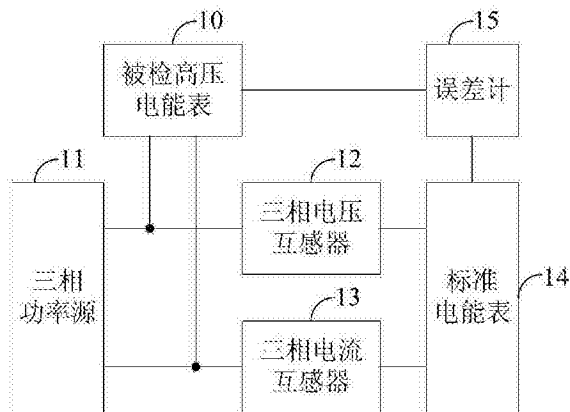 10
15
被检高压
电能表
误差计
11
12
三相电压
互感器
三相
功率源
标准
电能表
14
13
三相电流
互感器